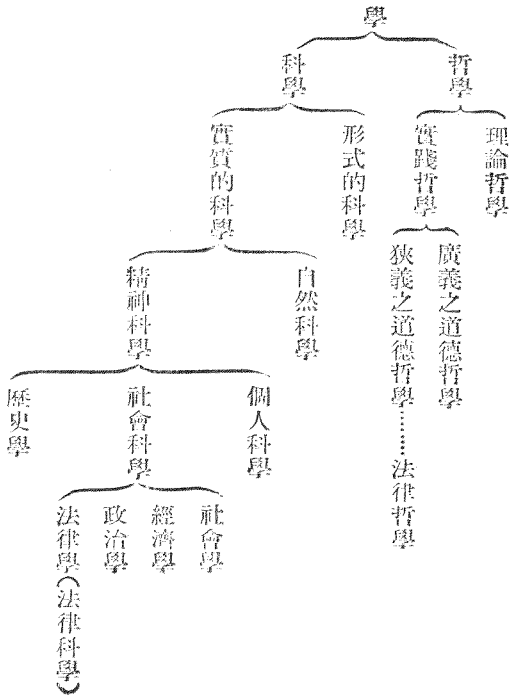 學
哲學
科學
理論哲學
實踐哲學
形式的科學
實質的科學
廣義之道德哲學
狹義之道德哲學………法律哲學
自然科學
精神科學
個人科學
社會科學
歷史學
社會學
經濟學
政治學
法律學(法律科學)